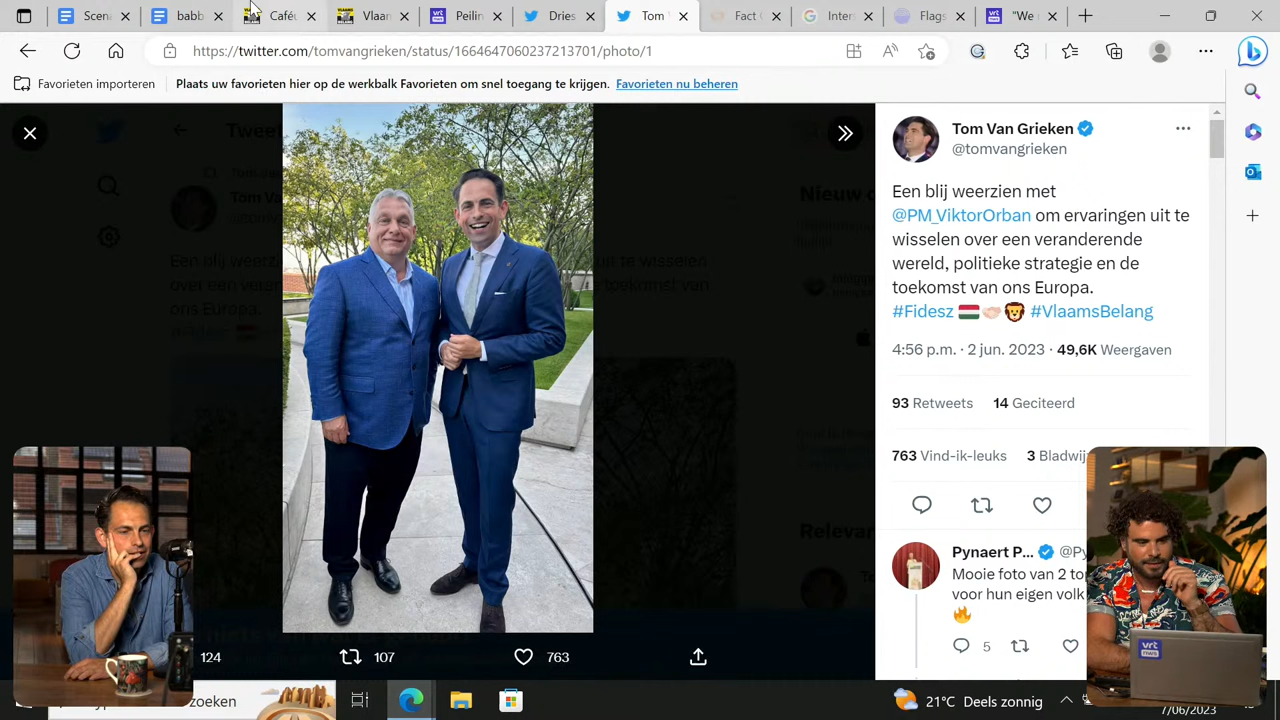 Scena
babb
Cafeú
Vlaan
Peilin
Dries
Tom V
Fact C
Inters
Flags
"We
https://twitter.com/tomvangrieken/status/1664647060237213701/photo/1
Favorieten importeren
Plaats uw favorieten hier op de werkbalk Favorieten om snel toegang te krijgen. Favorieten nu beheren
Tom Van Grieken
@tomvangrieken
Een blij weerzien met
@PM_ViktorOrban om ervaringen uit te
wisselen over een veranderende
wereld, politieke strategie en de
toekomst van ons Europa.
#Fidesz 🇭🇺🤝🏻🦁 #VlaamsBelang
4:56 p.m. · 2 jun. 2023 · 49,6K Weergaven
93 Retweets 14 Geciteerd
763 Vind-ik-leuks 3 Bladwij
Pynaert P... @Py
Mooie foto van 2 to
voor hun eigen volk
🔥
5
124
107
763
vrt
nws
zoeken
21°C Deels zonnig
7/06/2023